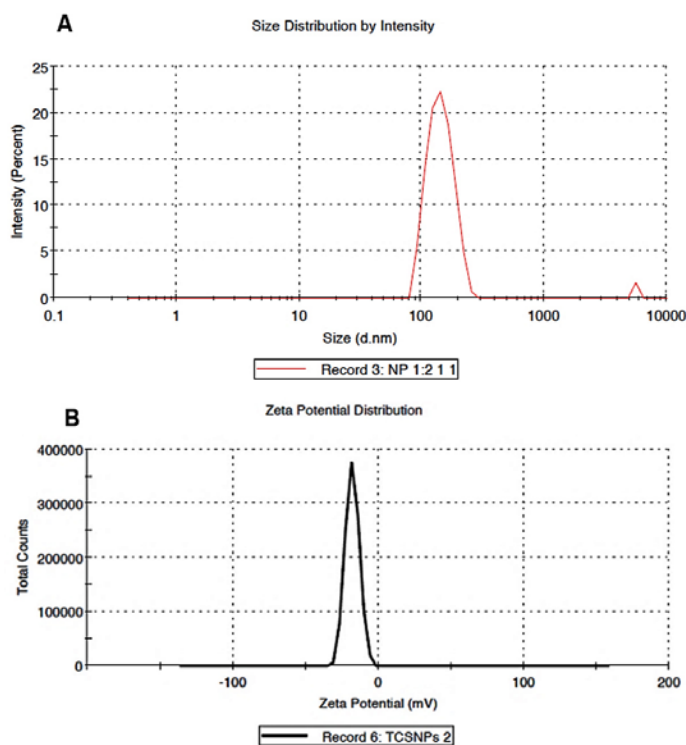 A
Size Distribution by Intensity
Intensity (Percent)
25
20
15
10
5
0
0.1 1 10 100 1000 10000
Size (d.nm)
Record 3: NP 1:2 1 1
B
Zeta Potential Distribution
Total Counts
400000
300000
200000
100000
0
-100 0 100 200
Zeta Potential (mV)
Record 6: TCSNPs 2